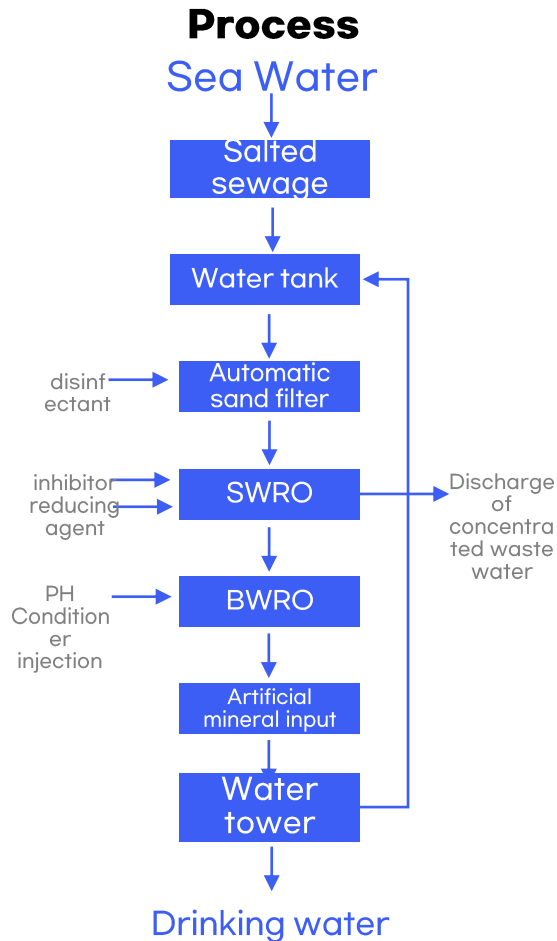 Process
Sea Water
Salted
sewage
Water tank
disinf
ectant
Automatic
sand filter
inhibitor
reducing
agent
SWRO
Discharge
of
concentra
ted waste
water
PH
Condition
er
injection
BWRO
Artificial
mineral input
Water
tower
Drinking water